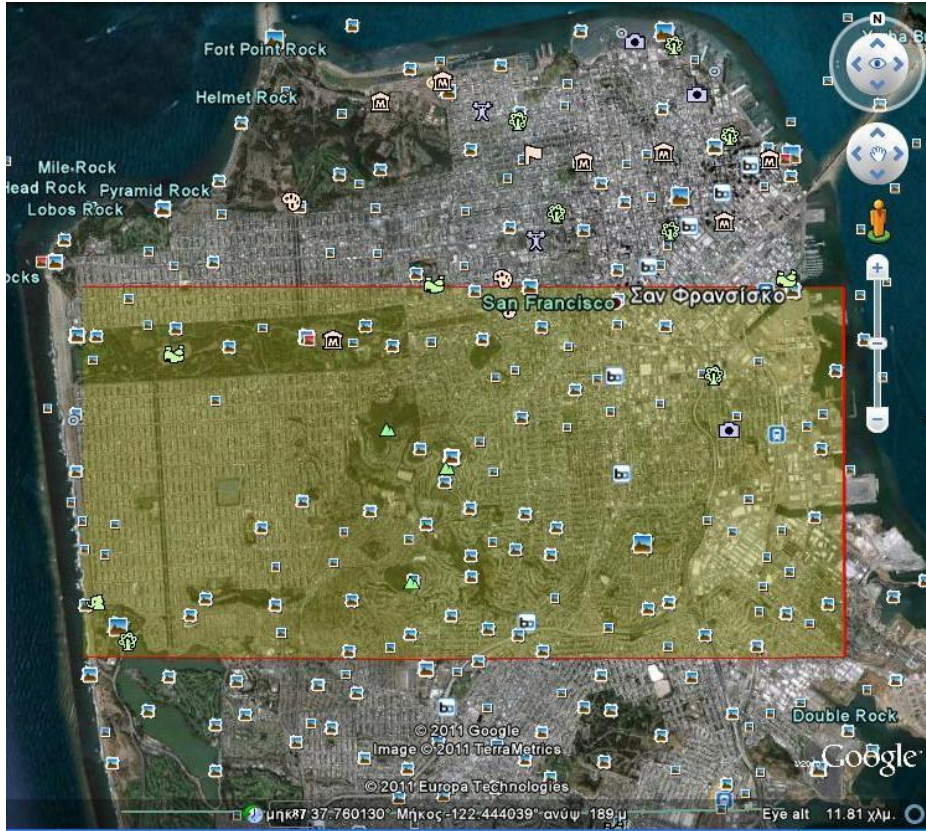 N
Fort Point Rock
Helmet Rock
Mile Rock
Head Rock Pyramid Rock
Lobos Rock
ocks
San Francisco
Σαν Φρανσίσκο
Double Rock
© 2011 Google
Image © 2011 TerraMetrics
© 2011 Europa Technologies
Google
37.760130° Μήκος -122.444039° ανύψ 189 μ
Eye alt 11.81 χλμ.